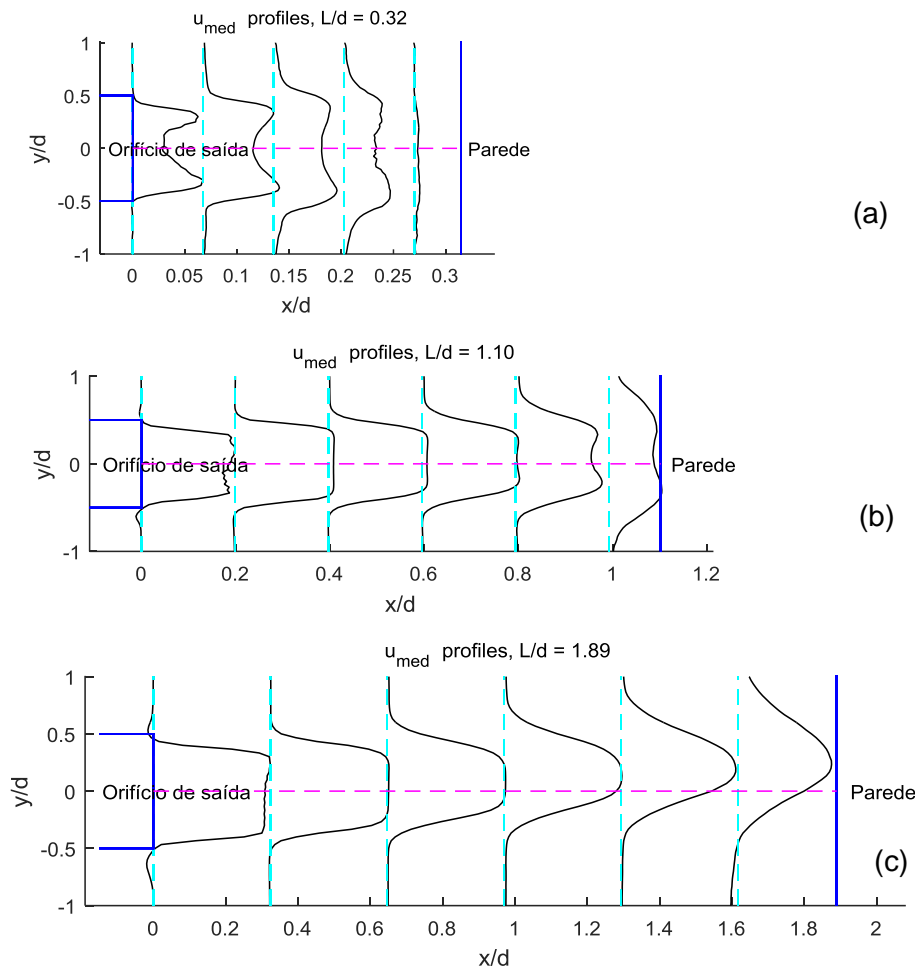 u_med profiles, L/d = 0.32
1
0.5
0
-0.5
-1
y/d
Orifício de saída
Parede
0 0.05 0.1 0.15 0.2 0.25 0.3
x/d
(a)
u_med profiles, L/d = 1.10
1
0
-1
y/d
Orifício de saída
Parede
0 0.2 0.4 0.6 0.8 1 1.2
x/d
(b)
u_med profiles, L/d = 1.89
1
0.5
0
-0.5
-1
y/d
Orifício de saída
Parede
0 0.2 0.4 0.6 0.8 1 1.2 1.4 1.6 1.8 2
x/d
(c)